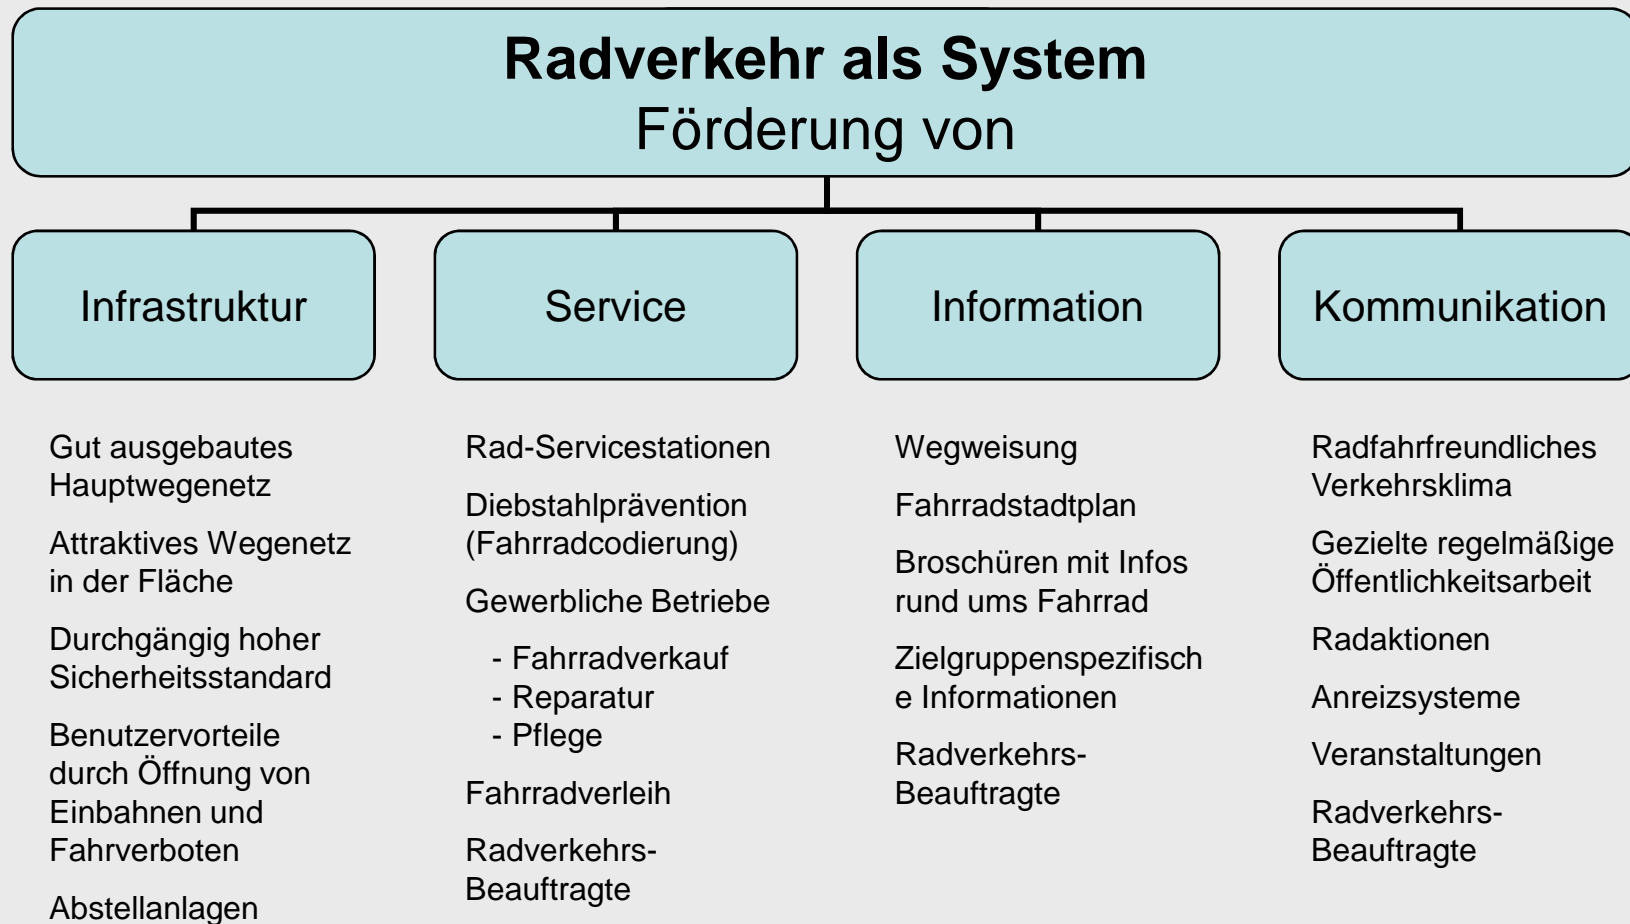 Radverkehr als System
Förderung von
Infrastruktur
Gut ausgebautes
Hauptwegenetz
Attraktives Wegenetz
in der Fläche
Durchgängig hoher
Sicherheitsstandard
Benutzervorteile
durch Öffnung von
Einbahnen und
Fahrverboten
Abstellanlagen
Service
Rad-Servicestationen
Diebstahlprävention
(Fahrradcodierung)
Gewerbliche Betriebe
- Fahrradverkauf
- Reparatur
- Pflege
Fahrradverleih
Radverkehrs-
Beauftragte
Information
Wegweisung
Fahrradstadtplan
Broschüren mit Infos
rund ums Fahrrad
Zielgruppenspezifisch
e Informationen
Radverkehrs-
Beauftragte
Kommunikation
Radfahrfreundliches
Verkehrsklima
Gezielte regelmäßige
Öffentlichkeitsarbeit
Radaktionen
Anreizsysteme
Veranstaltungen
Radverkehrs-
Beauftragte